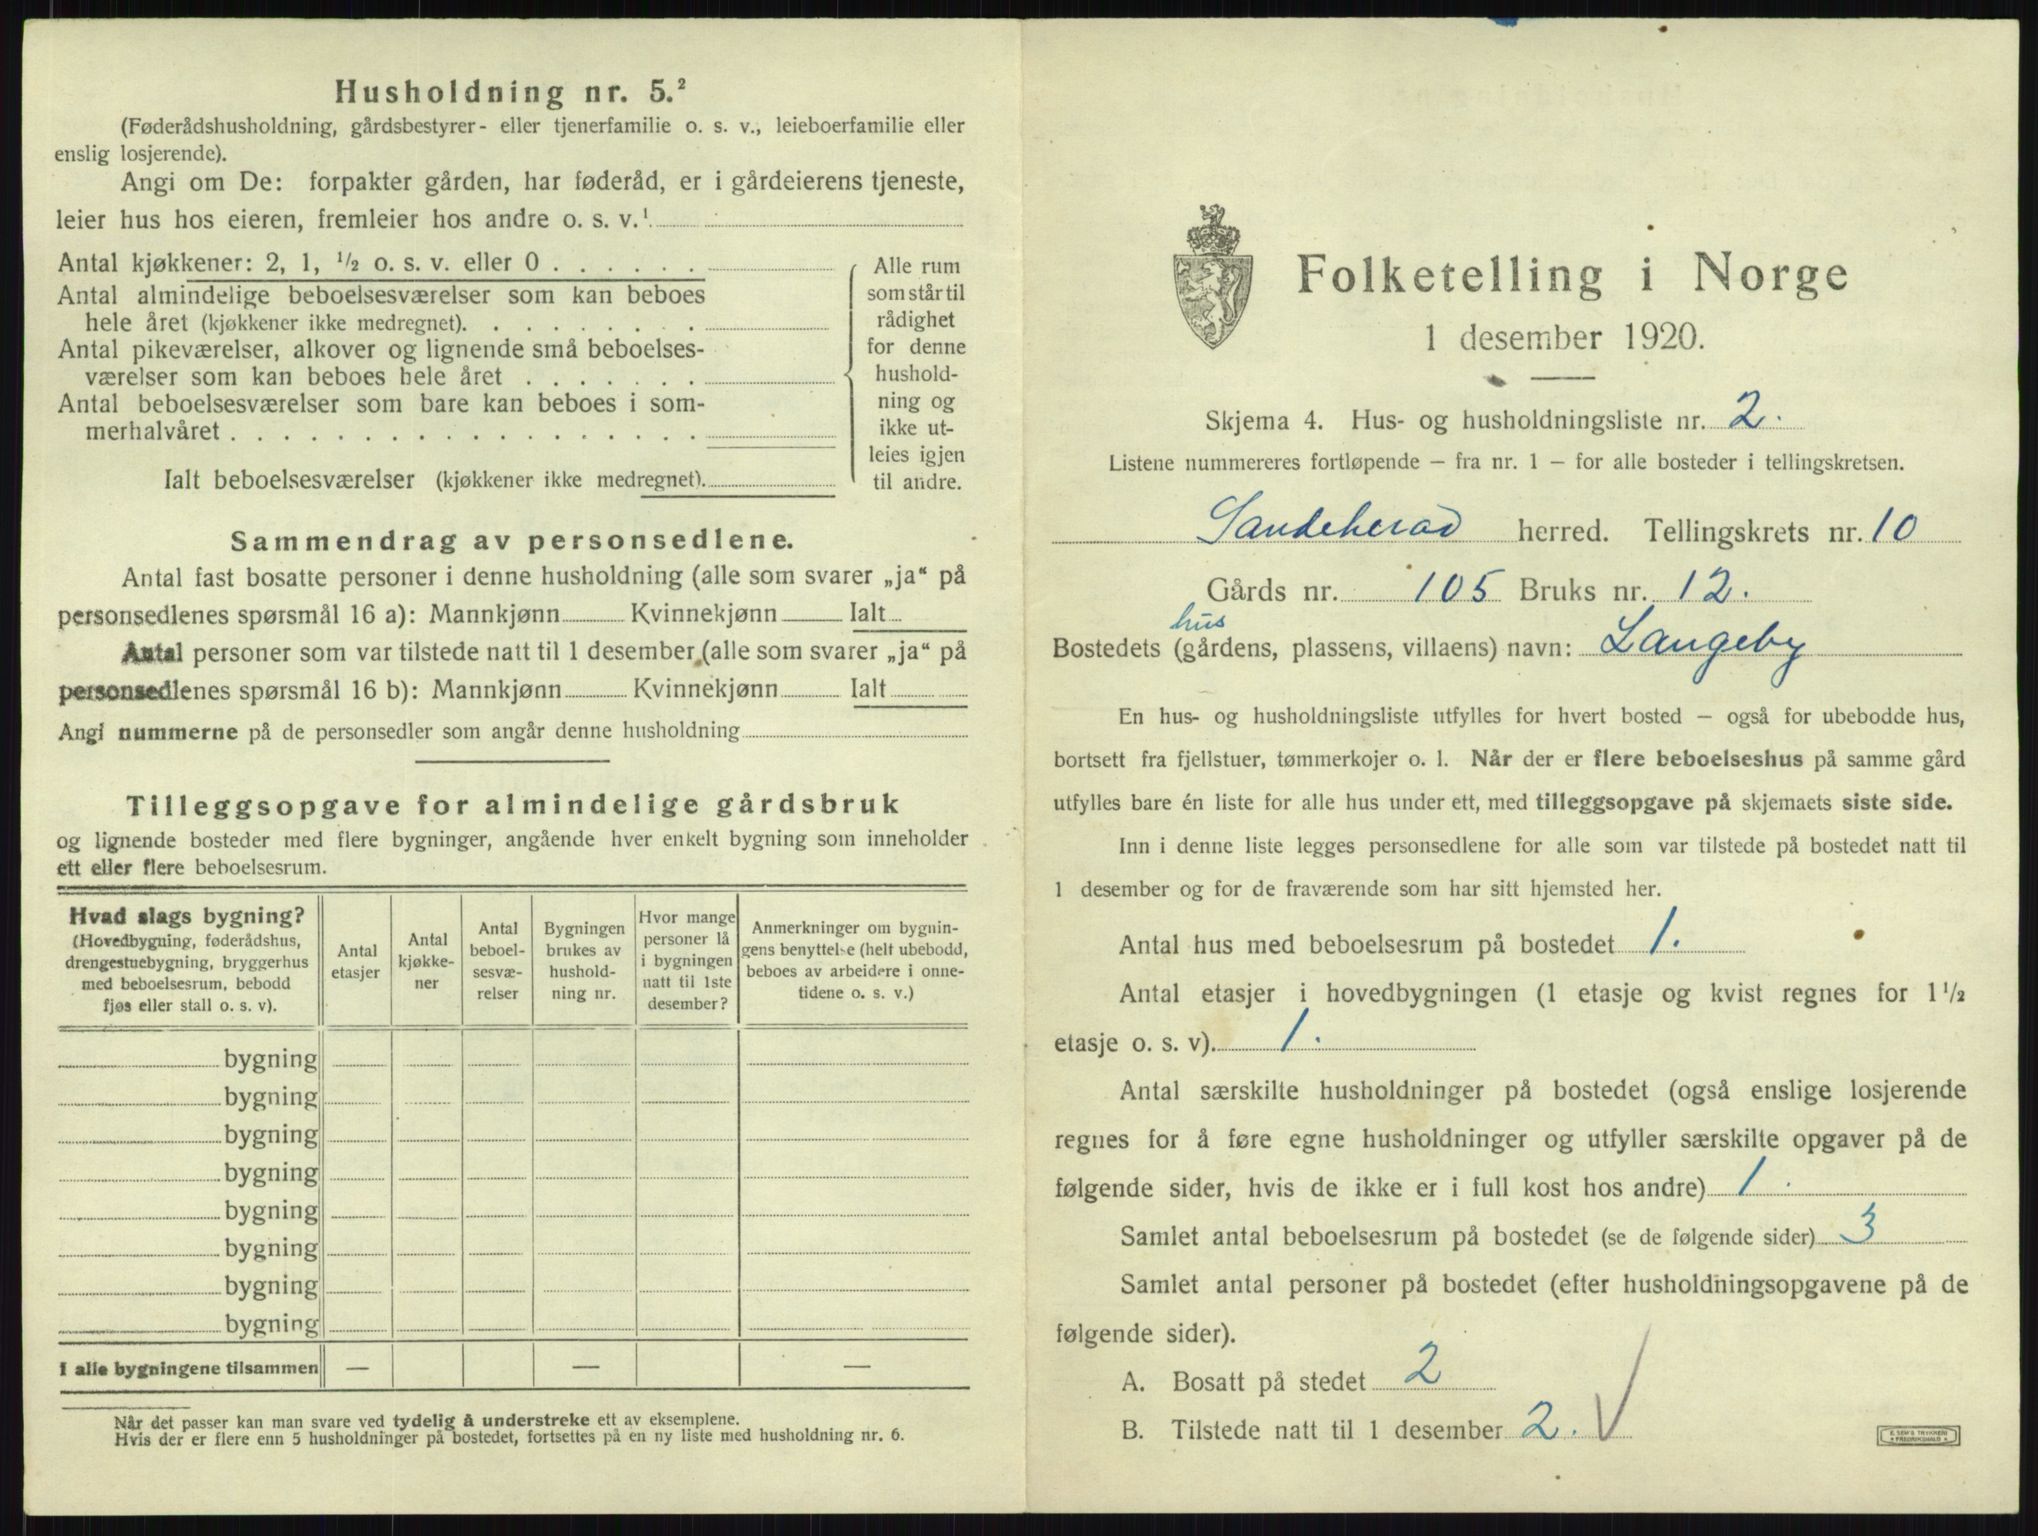 Husholdning nr. 5.²
(Føderådshusholdning, gårdsbestyrer- eller tjenerfamilie o. s. v., leieboerfamilie eller
enslig losjerende).
Angi om De: forpakter gården, har føderåd, er i gårdeierens tjeneste,
leier hus hos eieren, fremleier hos andre o. s. v.¹
Antal kjøkkener: 2, 1, ½ o. s. v. eller 0 . . . . . .
Antal almindelige beboelsesværelser som kan beboes
hele året (kjøkkener ikke medregnet). . . . . . . . .
Antal pikeværelser, alkover og lignende små beboelses-
værelser som kan beboes hele året . . . . . . .
Antal beboelsesværelser som bare kan beboes i som-
merhalvåret . . . . . . . . . . . . . . . . . .
Ialt beboelsesværelser (kjøkkener ikke medregnet).
Alle rum
som står til
rådighet
for denne
hushold-
ning og
ikke ut-
leies igjen
til andre.
Sammendrag av personsedlene.
Antal fast bosatte personer i denne husholdning (alle som svarer „ja“ på
personsedlenes spørsmål 16 a): Mannkjønn Kvinnekjønn Ialt
Antal personer som var tilstede natt til 1 desember (alle som svarer „ja“ på
personsedlenes spørsmål 16 b): Mannkjønn Kvinnekjønn Ialt
Angi nummerne på de personsedler som angår denne husholdning
Tilleggsopgave for almindelige gårdsbruk
og lignende bosteder med flere bygninger, angående hver enkelt bygning som inneholder
ett eller flere beboelsesrum.
Hvad slags bygning?
(Hovedbygning, føderådshus,
drengestuebygning, bryggerhus
med beboelsesrum, bebodd
fjøs eller stall o. s. v).
Antal
etasjer
Antal
kjøkke-
ner
Antal
beboel-
sesvæ-
relser
Bygningen
brukes av
hushold-
ning nr.
Hvor mange
personer lå
i bygningen
natt til 1ste
desember?
Anmerkninger om bygnin-
gens benyttelse (helt ubebodd,
beboes av arbeidere i onne-
tidene o. s. v.)
bygning
bygning
bygning
bygning
bygning
bygning
bygning
bygning
I alle bygningene tilsammen — — —
Når det passer kan man svare ved tydelig å understreke ett av eksemplene.
Hvis der er flere enn 5 husholdninger på bostedet, fortsettes på en ny liste med husholdning nr. 6.
Folketelling i Norge
1 desember 1920.
Skjema 4. Hus- og husholdningsliste nr. 2.
Listene nummereres fortløpende – fra nr. 1 – for alle bosteder i tellingskretsen.
Sandeherad herred. Tellingskrets nr. 10
Gårds nr. 105 Bruks nr. 12.
hus
Bostedets (gårdens, plassens, villaens) navn: Langeby
En hus- og husholdningsliste utfylles for hvert bosted – også for ubebodde hus,
bortsett fra fjellstuer, tømmerkojer o. l. Når der er flere beboelseshus på samme gård
utfylles bare én liste for alle hus under ett, med tilleggsopgave på skjemaets siste side.
Inn i denne liste legges personsedlene for alle som var tilstede på bostedet natt til
1 desember og for de fraværende som har sitt hjemsted her.
Antal hus med beboelsesrum på bostedet 1.
Antal etasjer i hovedbygningen (1 etasje og kvist regnes for 1½
etasje o. s. v). 1.
Antal særskilte husholdninger på bostedet (også enslige losjerende
regnes for å føre egne husholdninger og utfyller særskilte opgaver på de
følgende sider, hvis de ikke er i full kost hos andre) 1.
Samlet antal beboelsesrum på bostedet (se de følgende sider) 3
Samlet antal personer på bostedet (efter husholdningsopgavene på de
følgende sider).
A. Bosatt på stedet 2
B. Tilstede natt til 1 desember 2.
E. SEM'S TRYKKERI
FREDRIKSHALD